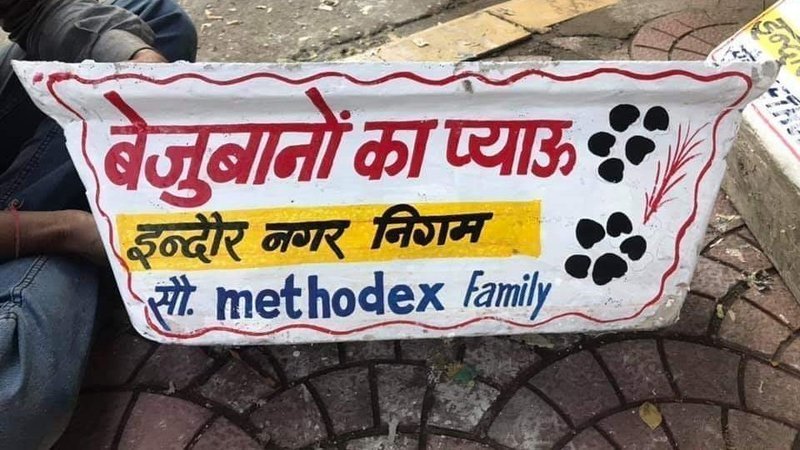 बेजुबानों का प्याऊ
इन्दौर नगर निगम
सौ. methodex Family